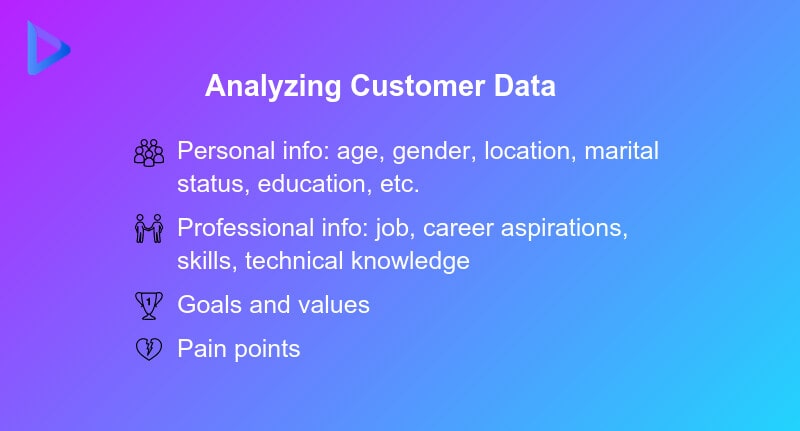 Analyzing Customer Data
Personal info: age, gender, location, marital
status, education, etc.
Professional info: job, career aspirations,
skills, technical knowledge
1
Goals and values
Pain points